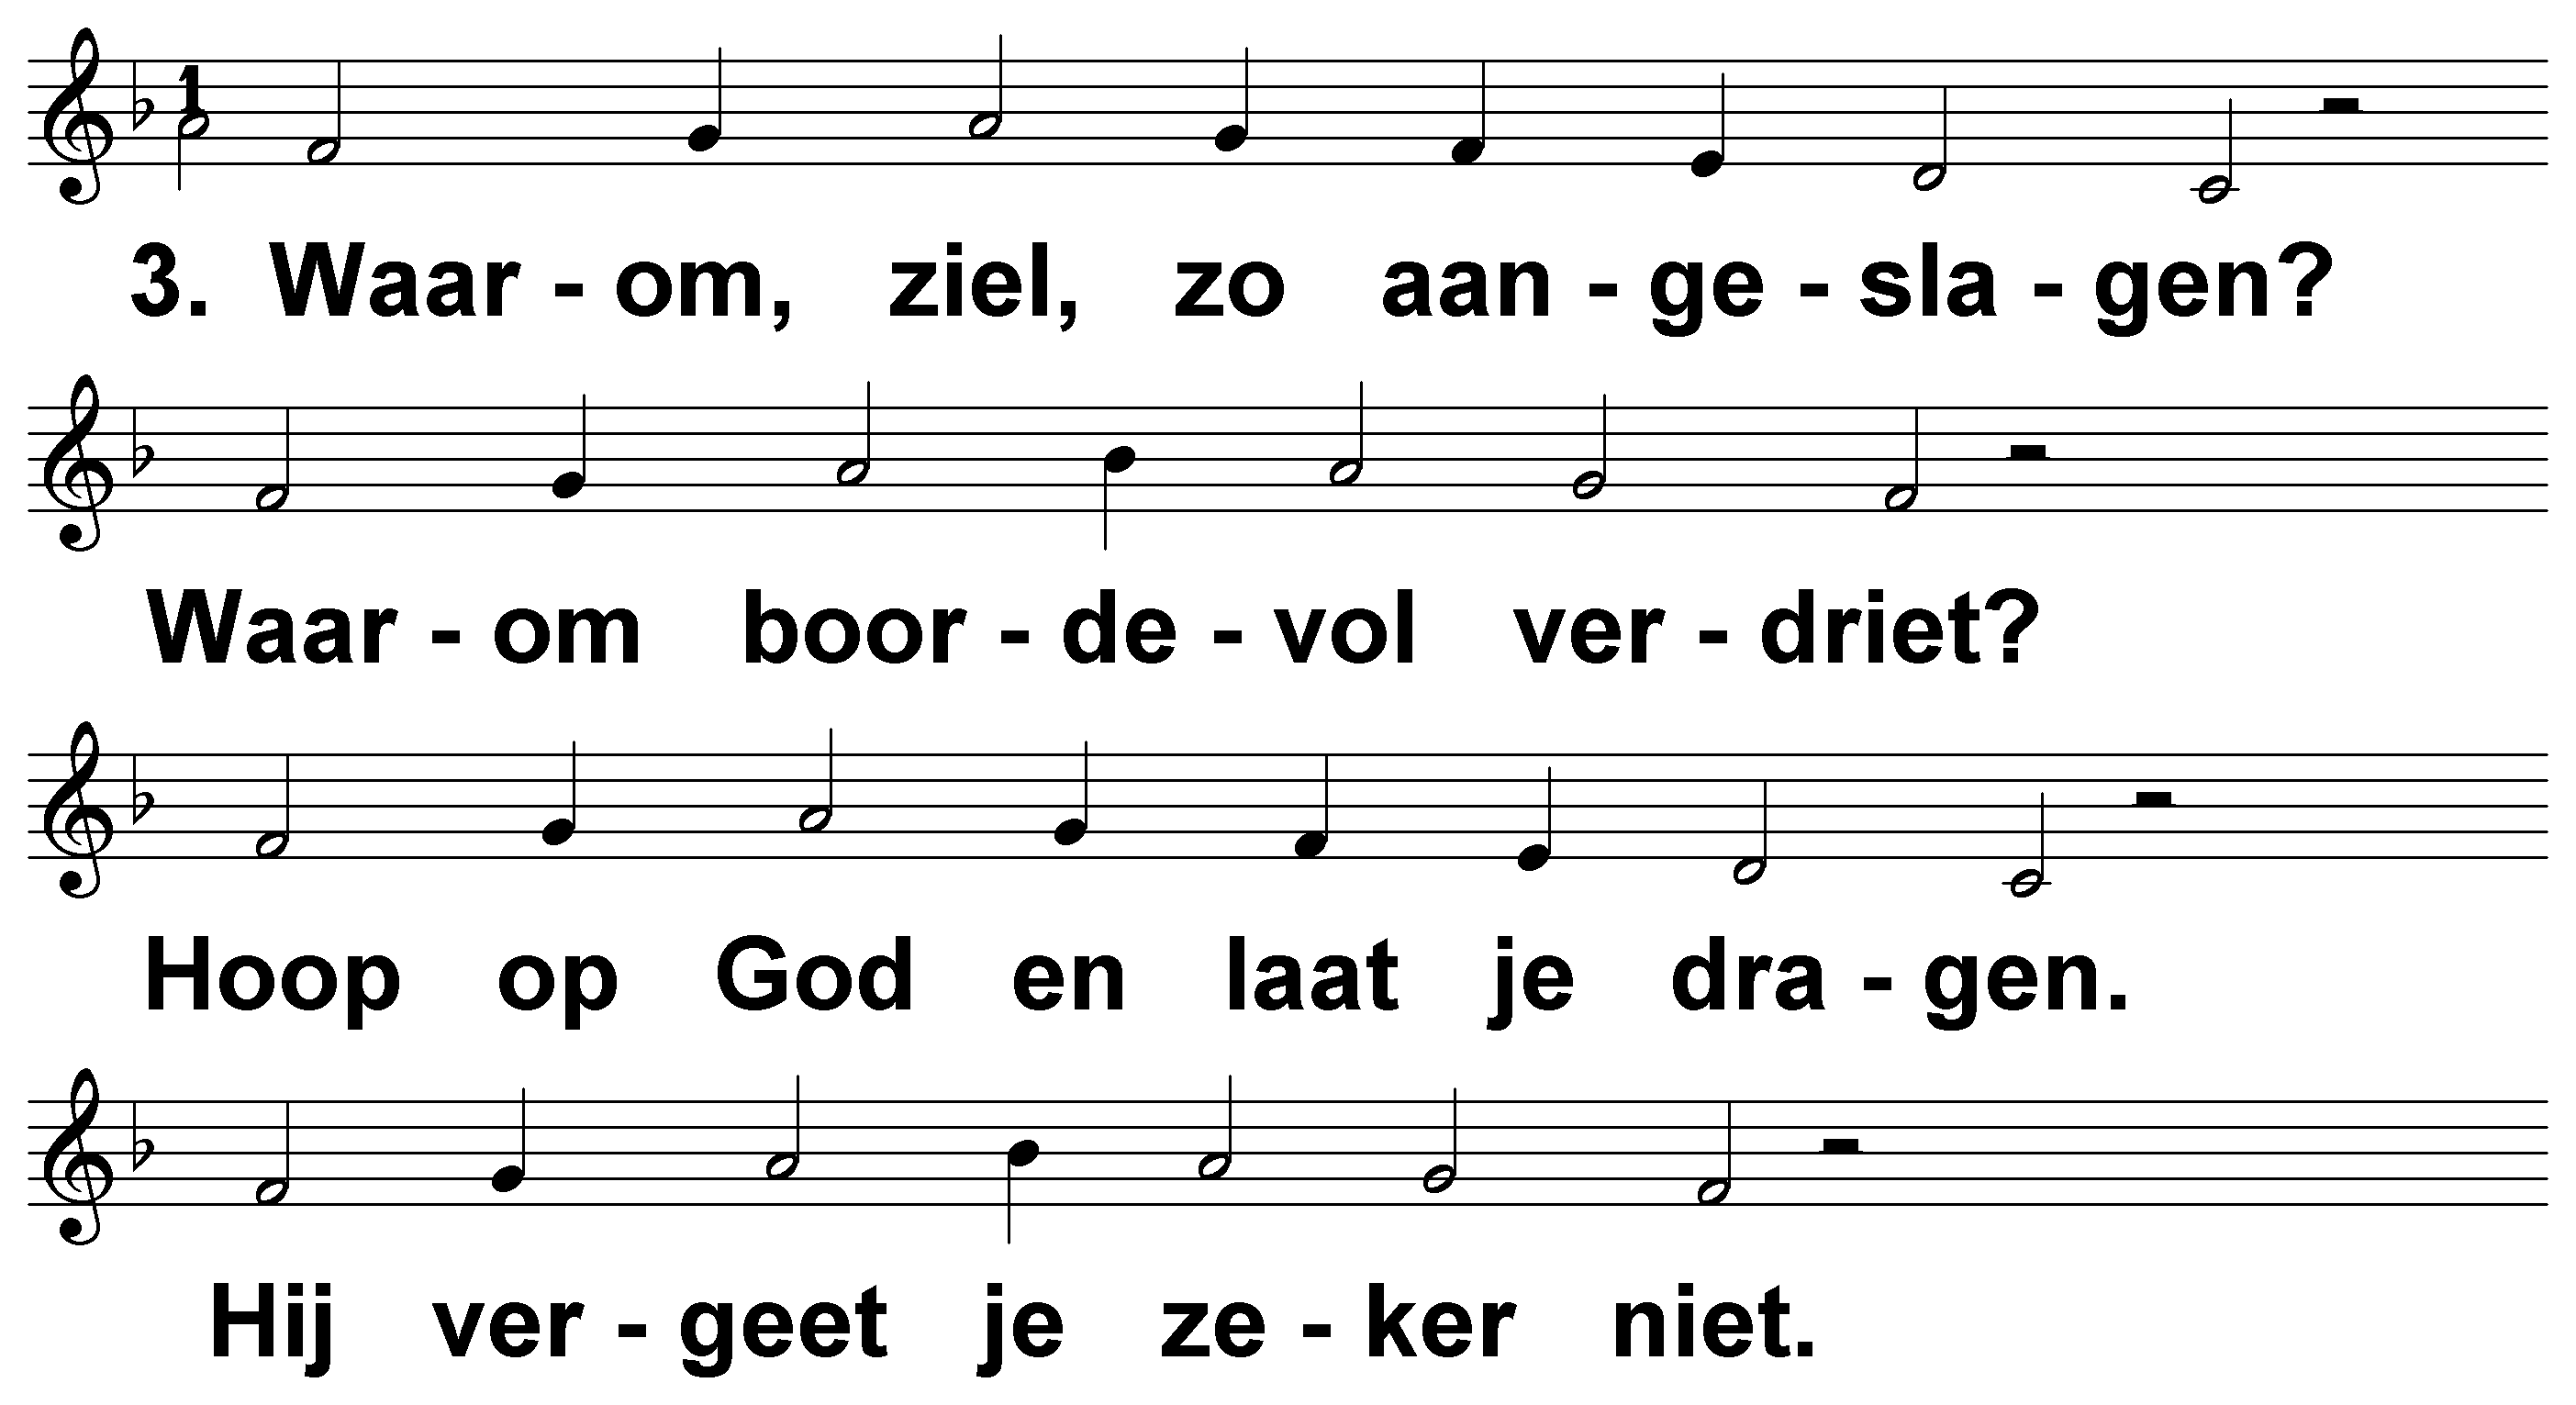 1
3. Waar - om, ziel, zo aan - ge - sla - gen?
Waar - om boor - de - vol ver - driet?
Hoop op God en laat je dra - gen.
Hij ver - geet je ze - ker niet.